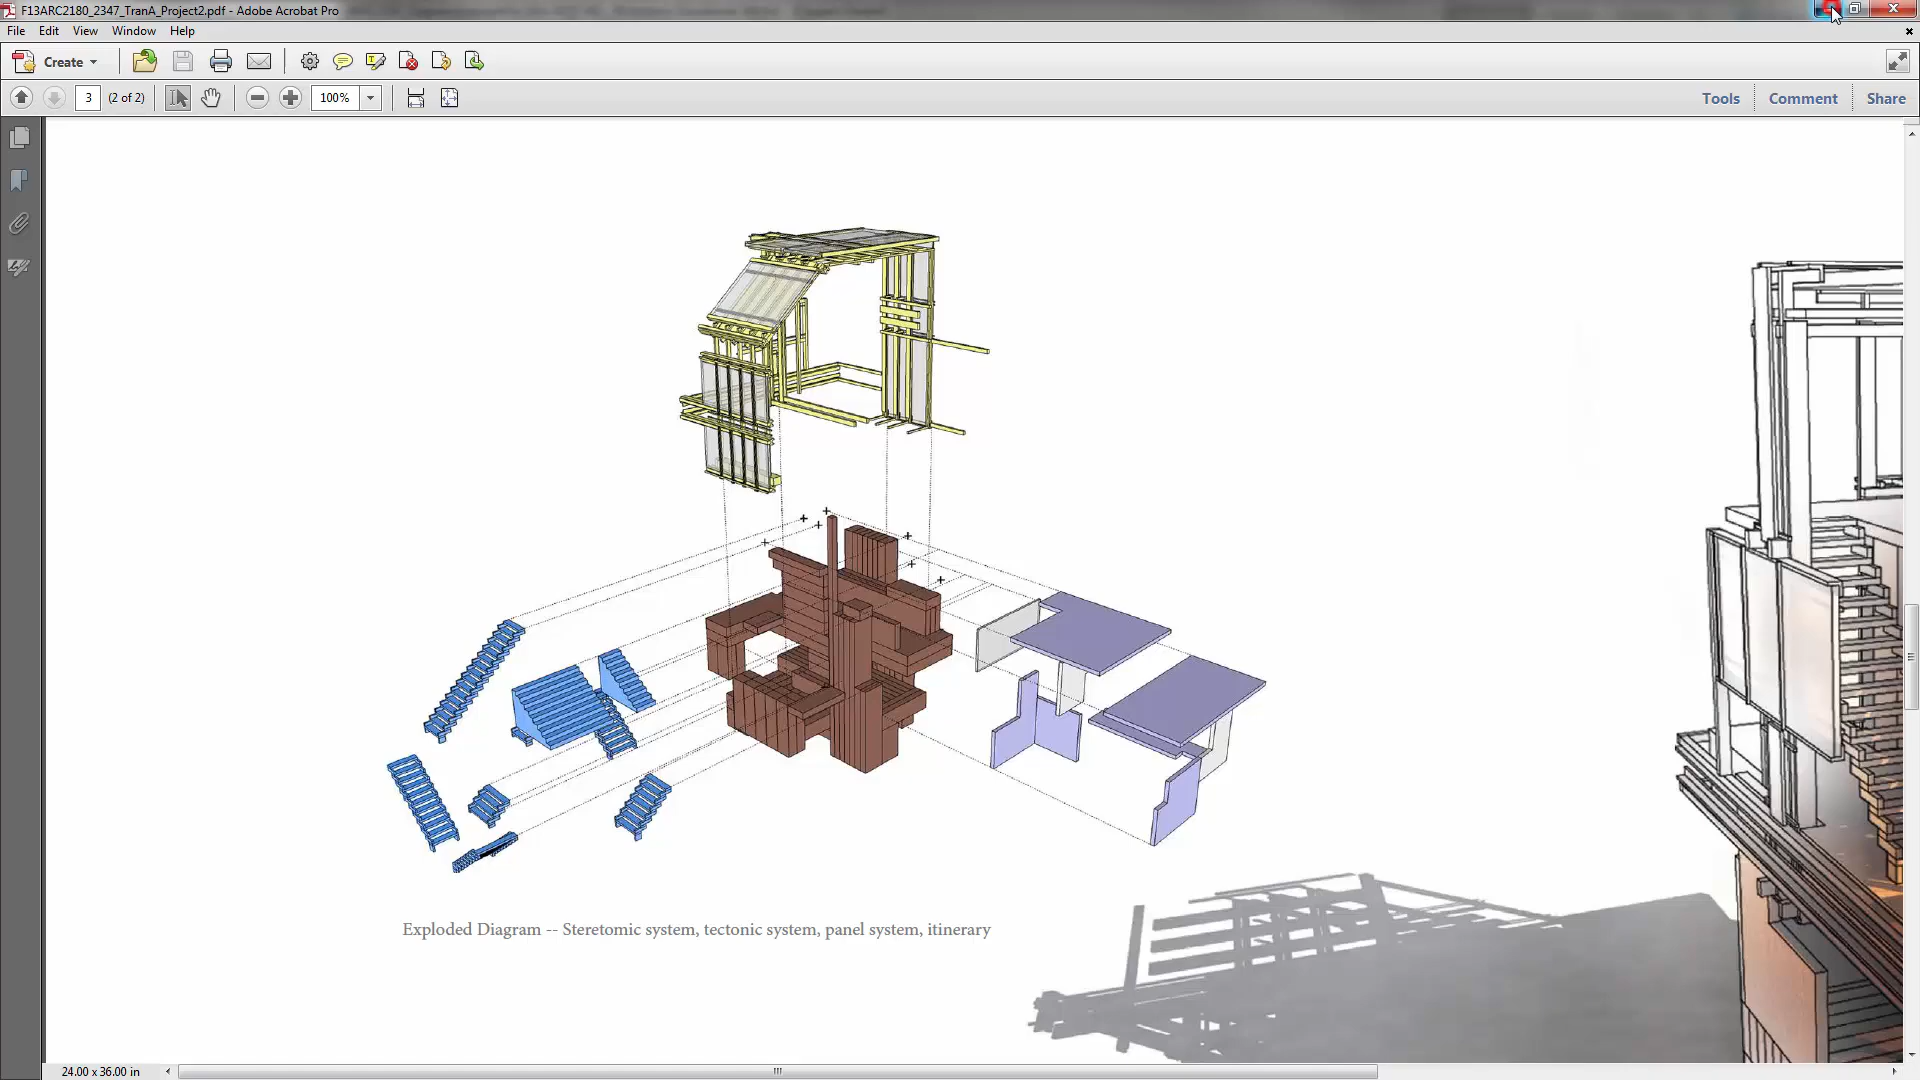 F13ARC2180_2347_TranA_Project2.pdf - Adobe Acrobat Pro
File Edit View Window Help
Create
3 (2 of 2) 100% Tools Comment Share
Exploded Diagram -- Steretomic system, tectonic system, panel system, itinerary
24.00 x 36.00 in